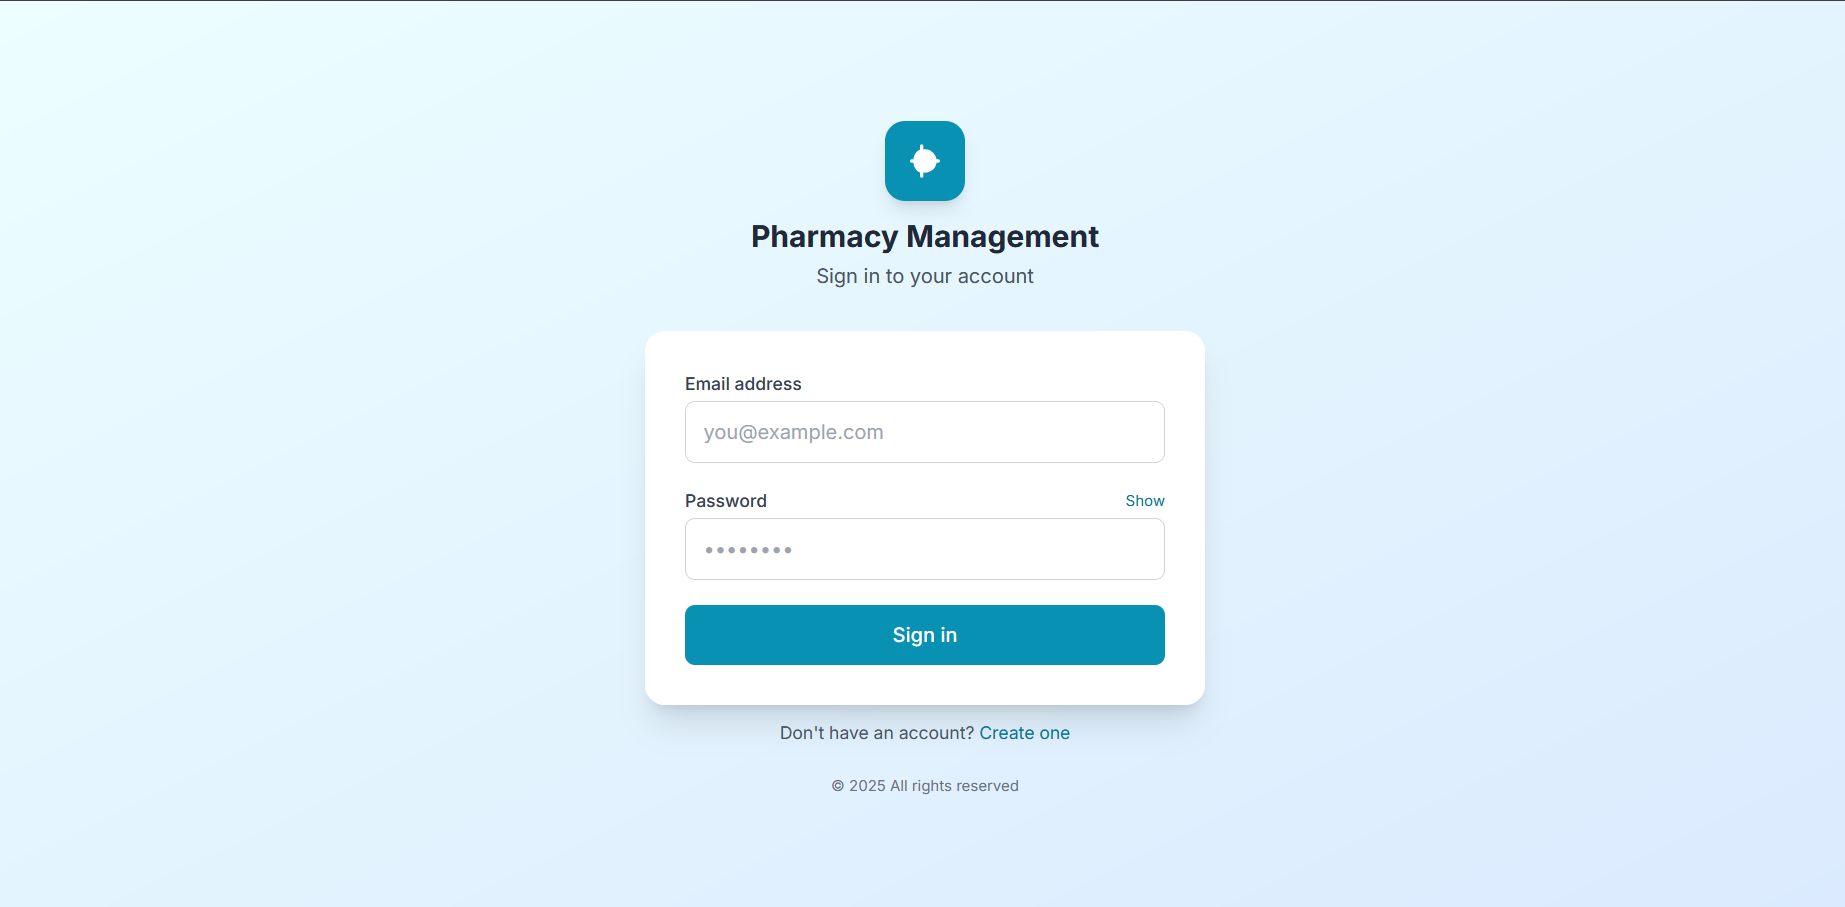 Pharmacy Management
Sign in to your account
Email address
you@example.com
Password Show
••••••••
Sign in
Don't have an account? Create one
© 2025 All rights reserved